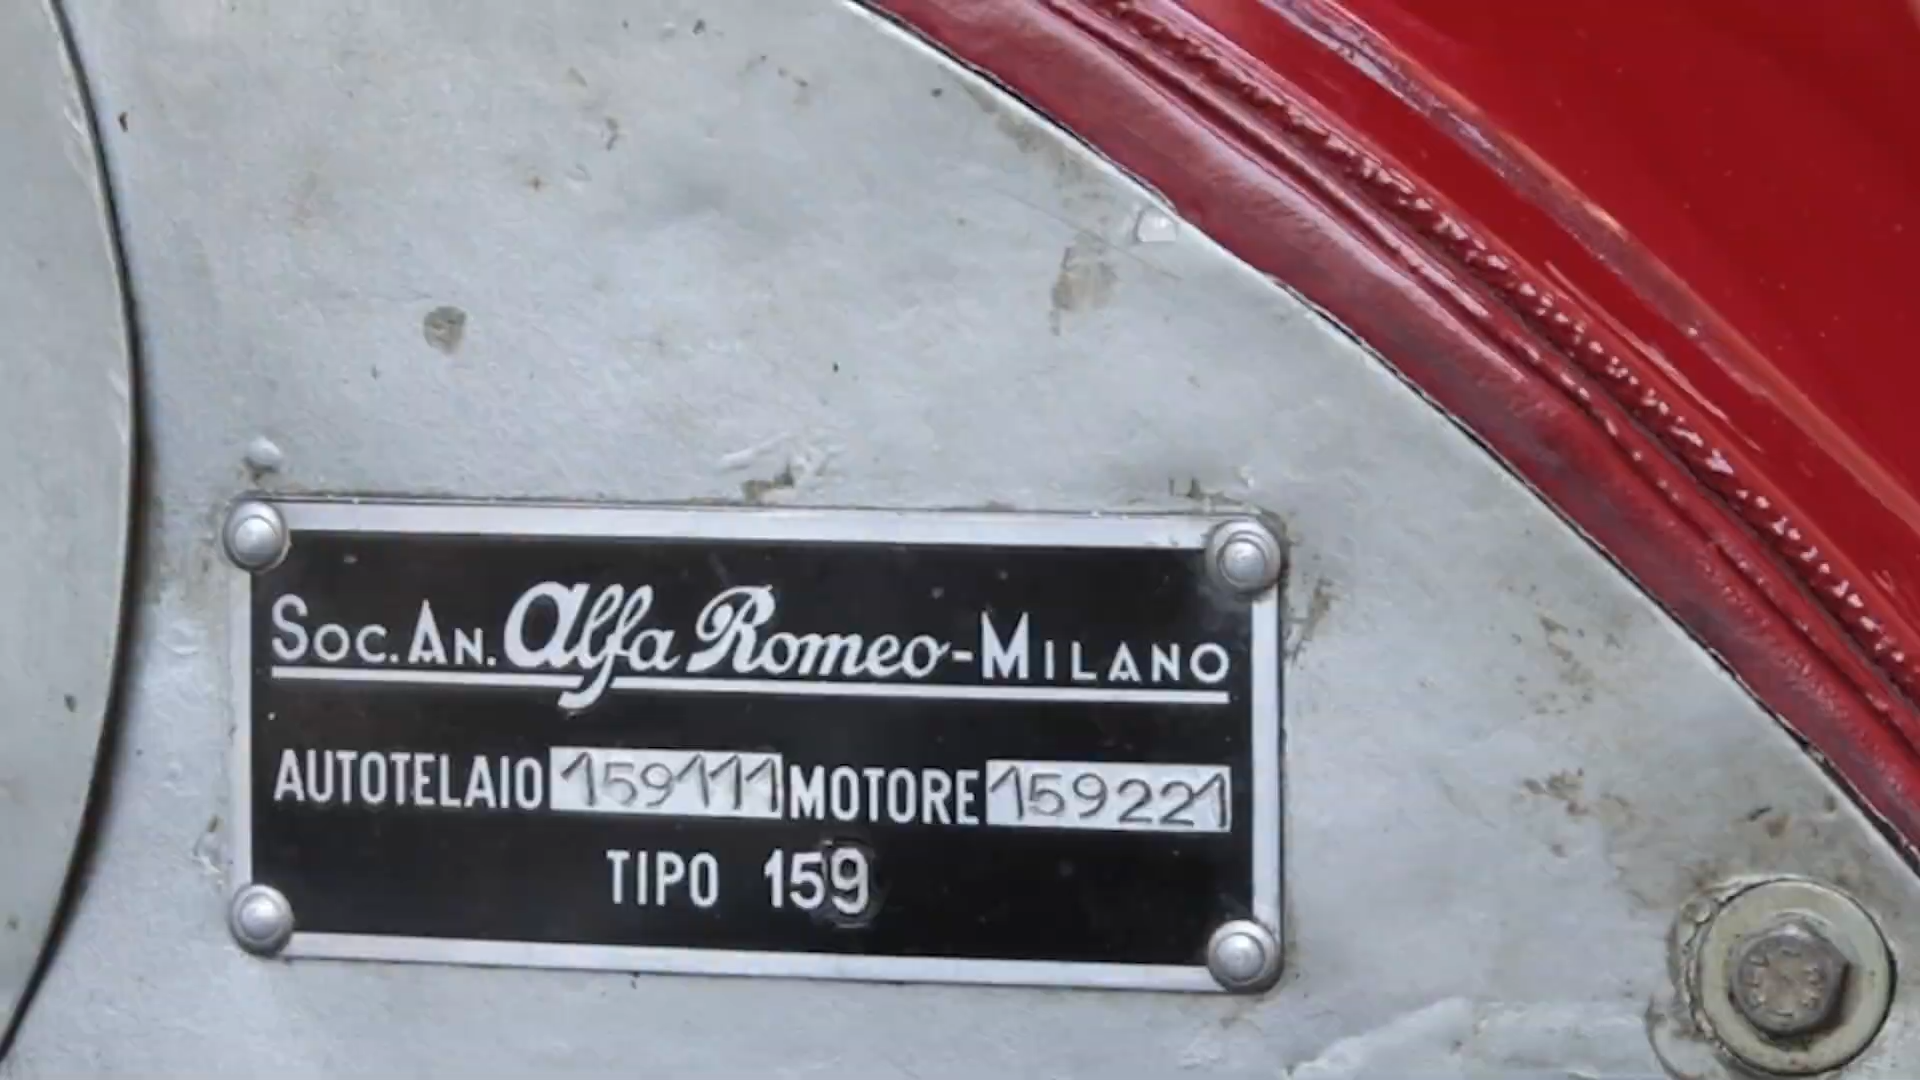 Soc. An. Alfa Romeo - Milano
AUTOTELAIO 159111 MOTORE 159221
TIPO 159